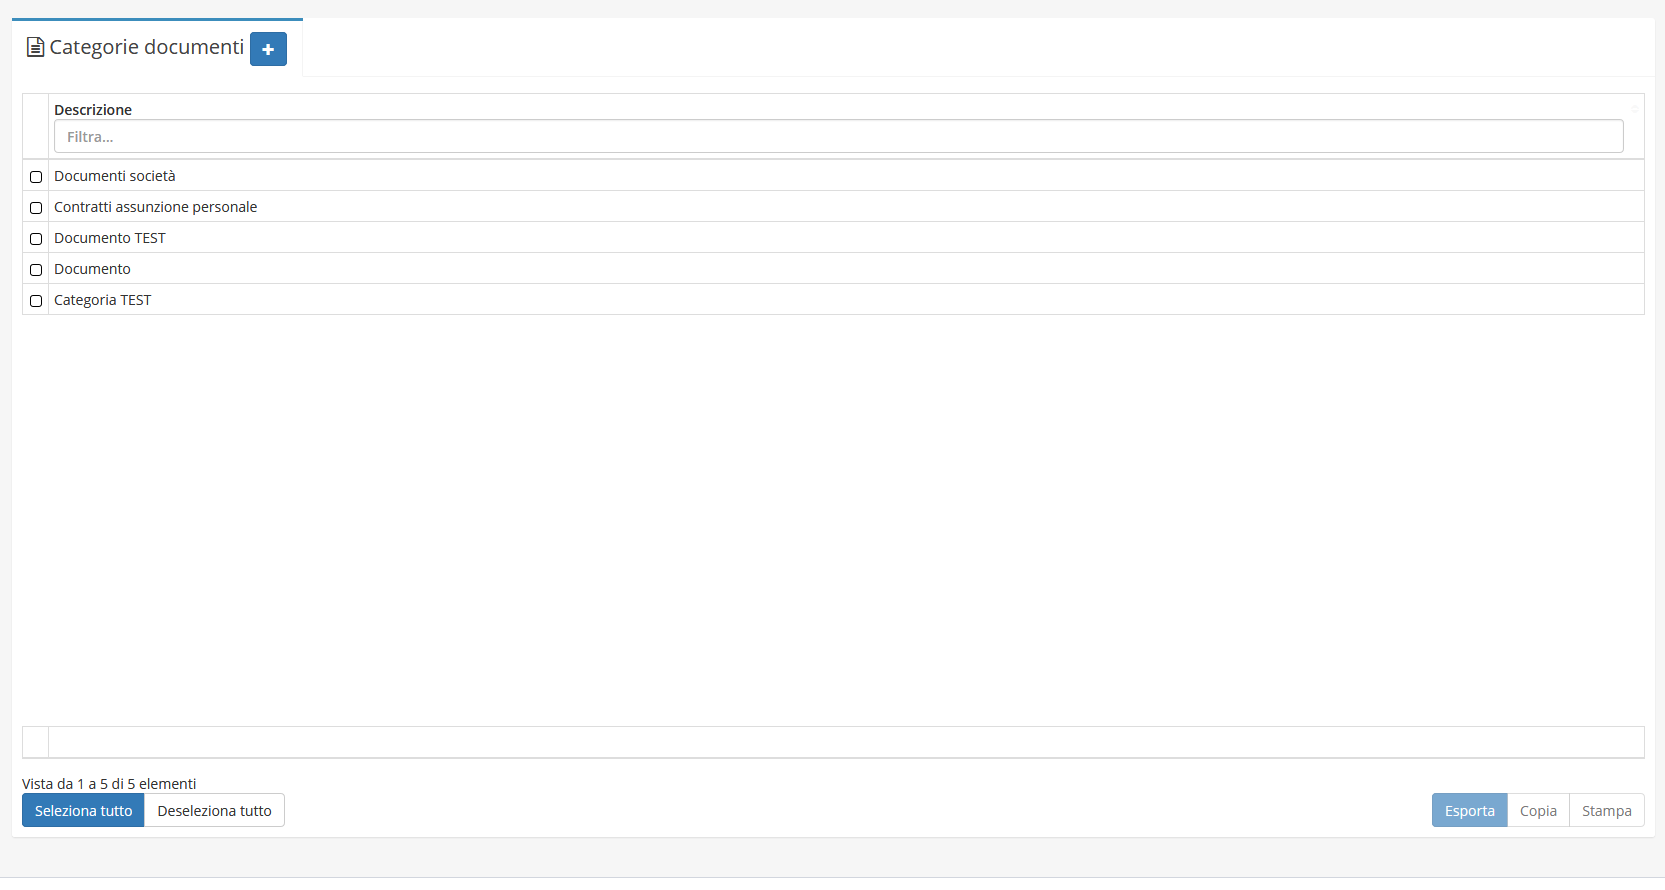 Categorie documenti
Descrizione
Filtra...
Documenti società
Contratti assunzione personale
Documento TEST
Documento
Categoria TEST
Vista da 1 a 5 di 5 elementi
Seleziona tutto Deseleziona tutto Esporta Copia Stampa